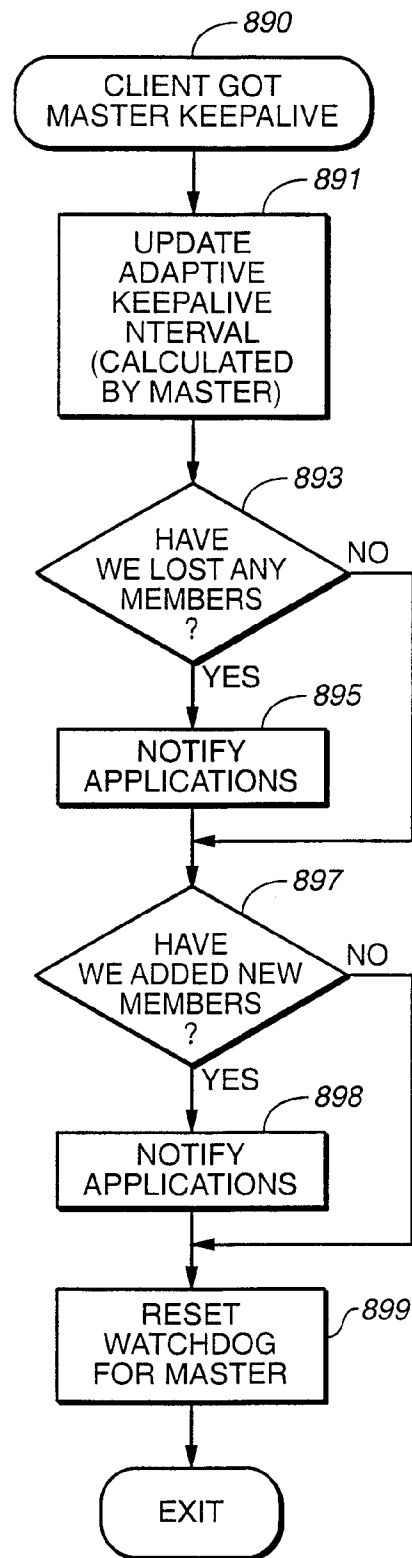 890
CLIENT GOT
MASTER KEEPALIVE
891
UPDATE
ADAPTIVE
KEEPALIVE
NTERVAL
(CALCULATED
BY MASTER)
893
HAVE
WE LOST ANY
MEMBERS
?
NO
YES
895
NOTIFY
APPLICATIONS
897
HAVE
WE ADDED NEW
MEMBERS
?
NO
YES
898
NOTIFY
APPLICATIONS
899
RESET
WATCHDOG
FOR MASTER
EXIT